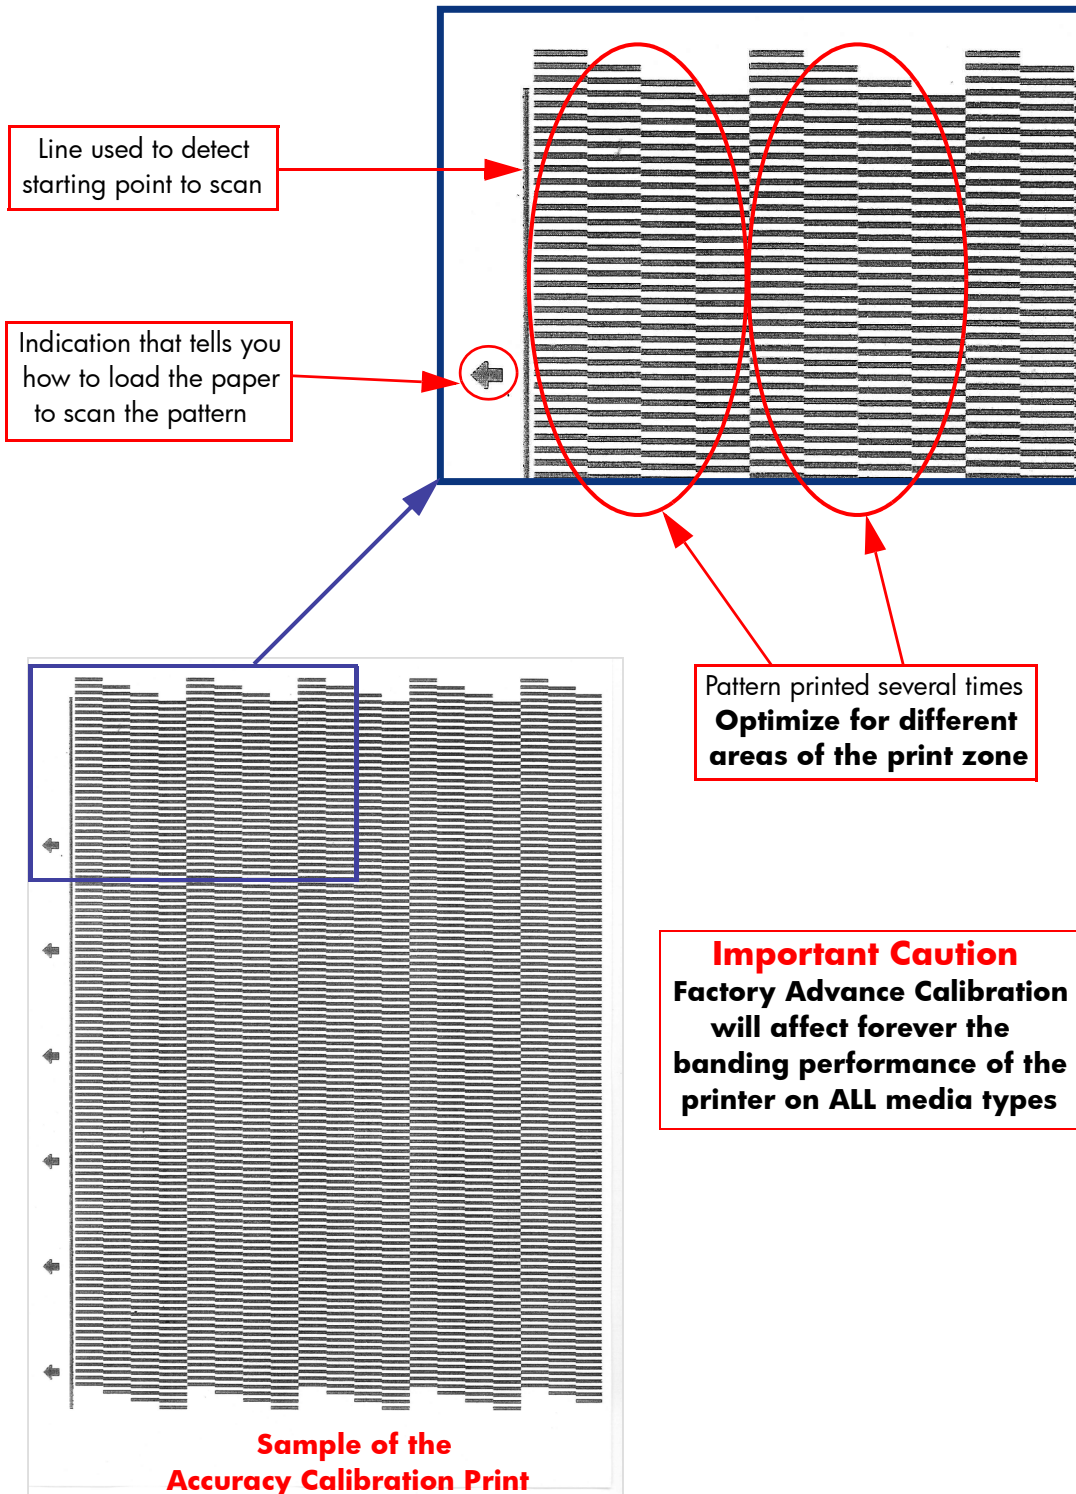 Line used to detect
starting point to scan
Indication that tells you
how to load the paper
to scan the pattern
Pattern printed several times
Optimize for different
areas of the print zone
Important Caution
Factory Advance Calibration
will affect forever the
banding performance of the
printer on ALL media types
Sample of the
Accuracy Calibration Print